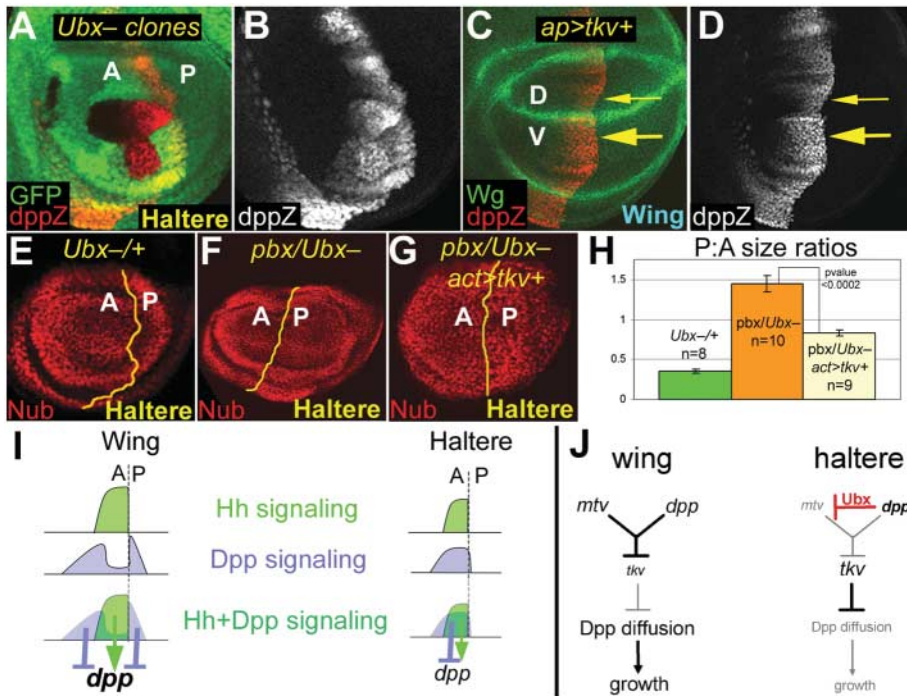 A
Ubx– clones
A
P
GFP
dppZ
Haltere
B
dppZ
C
ap>tkv+
D
V
Wg
dppZ
Wing
D
dppZ
E
Ubx–/+
A
P
Nub
Haltere
F
pbx/Ubx–
A
P
Nub
Haltere
G
pbx/Ubx–
act>tkv+
A
P
Nub
Haltere
H
P:A size ratios
1.5
1
0.5
0
Ubx–/+
n=8
pbx/Ubx–
n=10
pvalue
<0.0002
pbx/Ubx–
act>tkv+
n=9
I
Wing
A P
Haltere
A P
Hh signaling
Dpp signaling
Hh+Dpp signaling
dpp
dpp
J
wing
mtv dpp
tkv
Dpp diffusion
growth
haltere
mtv Ubx dpp
tkv
Dpp diffusion
growth